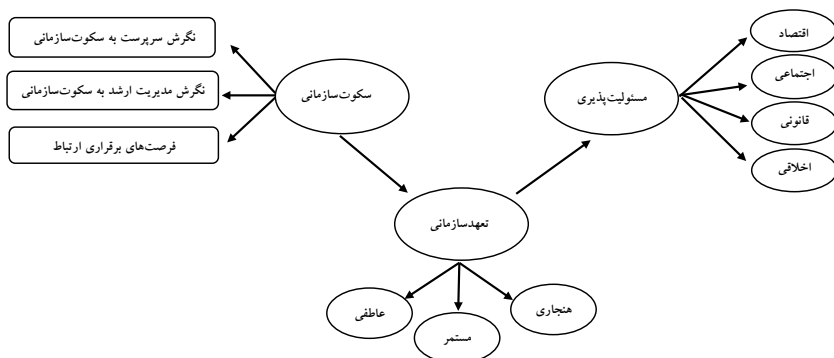 نگرش سرپرست به سکوت‌سازمانی
نگرش مدیریت ارشد به سکوت‌سازمانی
فرصت‌های برقراری ارتباط
سکوت‌سازمانی
مسئولیت‌پذیری
اقتصاد
اجتماعی
قانونی
اخلاقی
تعهدسازمانی
هنجاری
مستمر
عاطفی